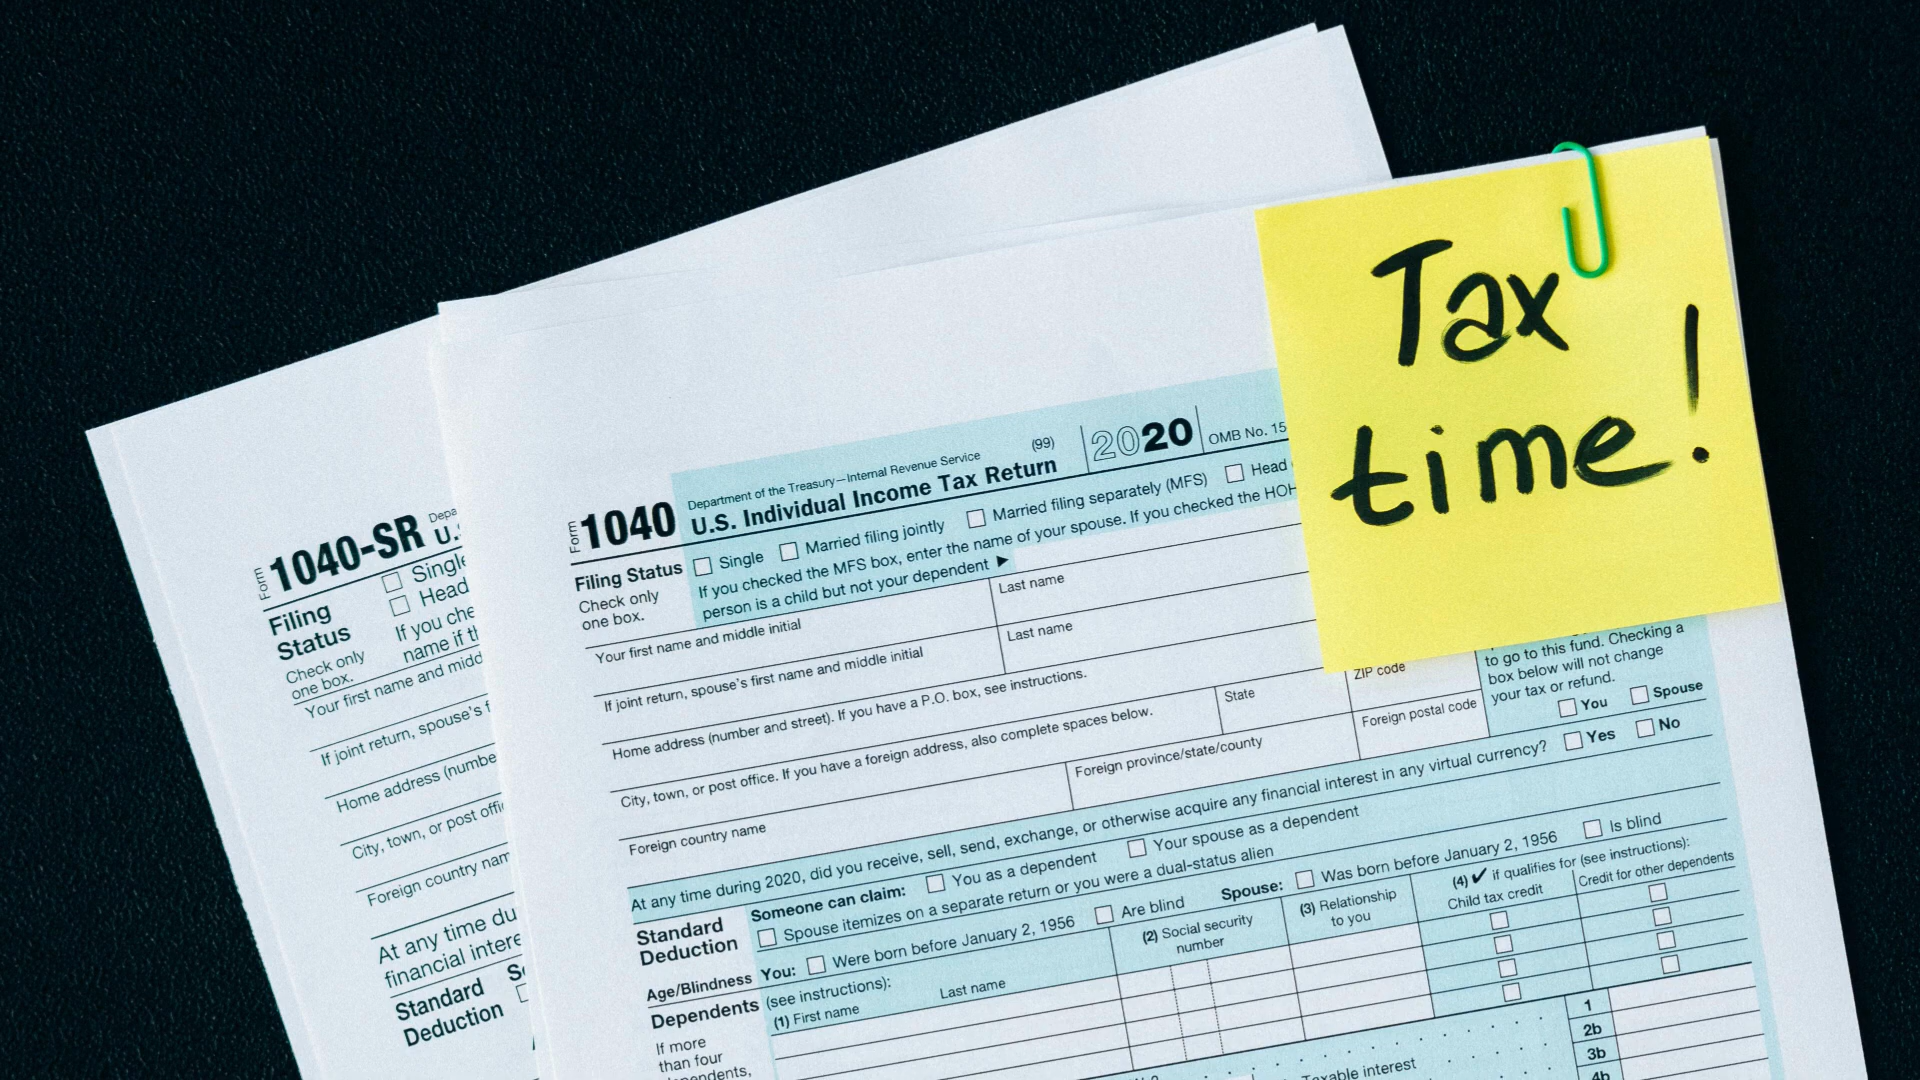 Tax
time!
Form 1040
Department of the Treasury—Internal Revenue Service
(99)
U.S. Individual Income Tax Return
2020
OMB No. 15
Filing Status
Check only
one box.
Single
Married filing jointly
Married filing separately (MFS)
Head
If you checked the MFS box, enter the name of your spouse. If you checked the HOH
person is a child but not your dependent ▶
Your first name and middle initial
Last name
If joint return, spouse's first name and middle initial
Last name
Home address (number and street). If you have a P.O. box, see instructions.
City, town, or post office. If you have a foreign address, also complete spaces below.
State
ZIP code
Foreign country name
Foreign province/state/county
Foreign postal code
to go to this fund. Checking a
box below will not change
your tax or refund.
You
Spouse
At any time during 2020, did you receive, sell, send, exchange, or otherwise acquire any financial interest in any virtual currency?
Yes
No
Standard
Deduction
Someone can claim:
You as a dependent
Your spouse as a dependent
Spouse itemizes on a separate return or you were a dual-status alien
Age/Blindness
You:
Were born before January 2, 1956
Are blind
Spouse:
Was born before January 2, 1956
Is blind
Dependents
(see instructions):
(1) First name
Last name
(2) Social security
number
(3) Relationship
to you
(4) ✔ if qualifies for (see instructions):
Child tax credit
Credit for other dependents
If more
than four
1
2b
3b
4b
Taxable interest
Form 1040-SR
Depa
U.S
Filing
Status
Check only
one box.
Single
Head
If you che
name if th
Your first name and midd
If joint return, spouse's f
Home address (numbe
City, town, or post offi
Foreign country nam
At any time du
financial intere
Standard
Deduction